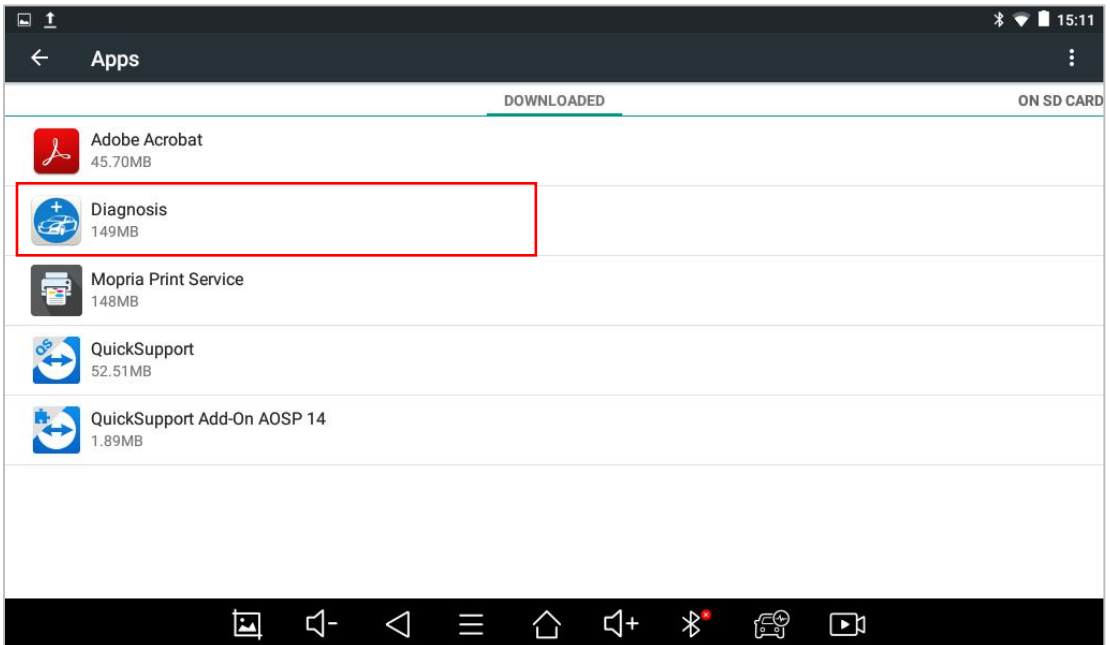 15:11
Apps
DOWNLOADED
ON SD CARD
Adobe Acrobat
45.70MB
Diagnosis
149MB
Mopria Print Service
148MB
QS
QuickSupport
52.51MB
QuickSupport Add-On AOSP 14
1.89MB